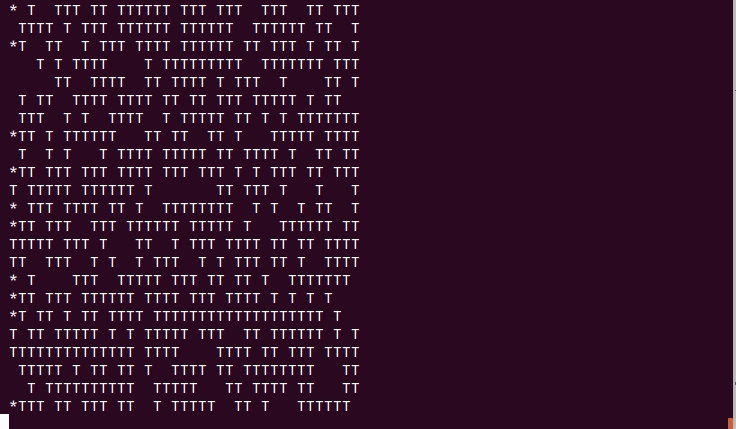 * T  TTT TT TTTTTT TTT TTT  TTT  TT TTT
 TTTT T TTT TTTTTT TTTTTT  TTTTTT TT  T
*T  TT  T TTT TTTT TTTTTT TT TTT T TT T
   T T TTTT    T TTTTTTTTT  TTTTTTT TTT
     TT  TTTT  TT TTTT T TTT  T    TT T
 T TT  TTTT TTTT TT TT TTT TTTTT T TT
 TTT  T T  TTTT  T TTTTT TT T T TTTTTTT
*TT T TTTTTT   TT TT  TT T   TTTTT TTTT
 T  T T   T TTTT TTTTT TT TTTT T  TT TT
*TT TTT TTT TTTT TTT TTT T T TTT TT TTT
T TTTTT TTTTTT T       TT TTT T   T   T
* TTT TTTT TT T  TTTTTTTT  T T  T TT  T
*TT TTT  TTT TTTTTT TTTTT T   TTTTTT TT
TTTTT TTT T   TT  T TTT TTTT TT TT TTTT
TT  TTT  T T  T TTT  T T TTT TT T  TTTT
* T    TTT  TTTTT TTT TT TT T  TTTTTTT
*TT TTT TTTTTT TTTT TTT TTTT T T T T
*T TT T TT TTTT TTTTTTTTTTTTTTTTTTT T
T TT TTTTT T T TTTTT TTT  TT TTTTTT T T
TTTTTTTTTTTTTT TTTT    TTTT TT TTT TTTT
 TTTTT T TT TT T  TTTT TT TTTTTTTT   TT
  T TTTTTTTTTT  TTTTT   TT TTTT TT   TT
*TTT TT TTT TT  T TTTTT  TT T   TTTTTT